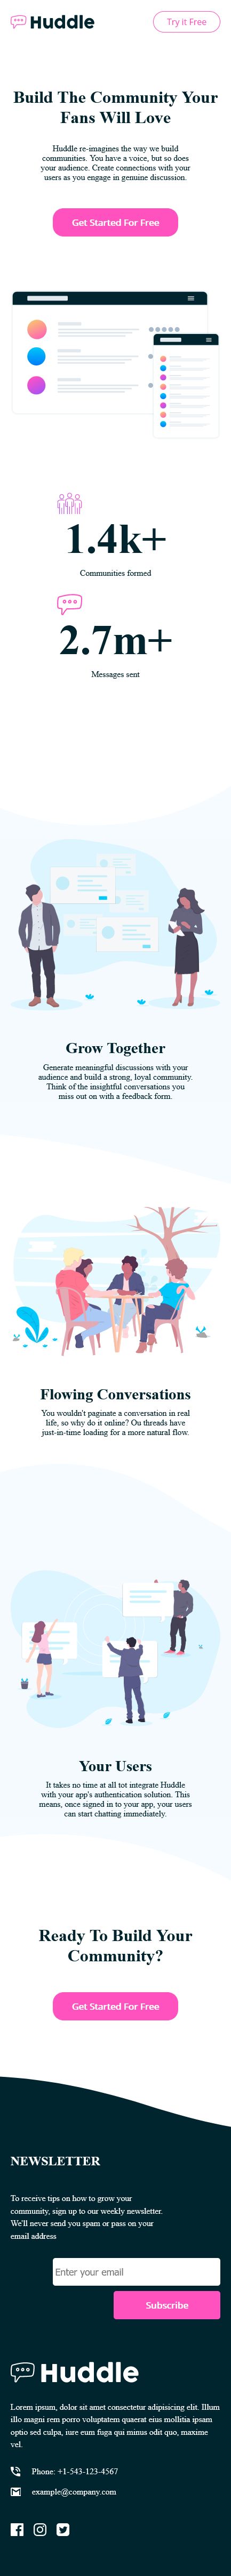 Huddle
Try it Free
Build The Community Your
Fans Will Love
Huddle re-imagines the way we build
communities. You have a voice, but so does
your audience. Create connections with your
users as you engage in genuine discussion.
Get Started For Free
1.4k+
Communities formed
2.7m+
Messages sent
Grow Together
Generate meaningful discussions with your
audience and build a strong, loyal community.
Think of the insightful conversations you
miss out on with a feedback form.
Flowing Conversations
You wouldn't paginate a conversation in real
life, so why do it online? Ou threads have
just-in-time loading for a more natural flow.
Your Users
It takes no time at all tot integrate Huddle
with your app's authentication solution. This
means, once signed in to your app, your users
can start chatting immediately.
Ready To Build Your
Community?
Get Started For Free
NEWSLETTER
To receive tips on how to grow your
community, sign up to our weekly newsletter.
We'll never send you spam or pass on your
email address
Enter your email
Subscribe
Huddle
Lorem ipsum, dolor sit amet consectetur adipisicing elit. Illum
illo magni rem porro voluptatem quaerat eius mollitia ipsam
optio sed culpa, iure eum fuga qui minus odit quo, maxime
vel.
Phone: +1-543-123-4567
example@company.com